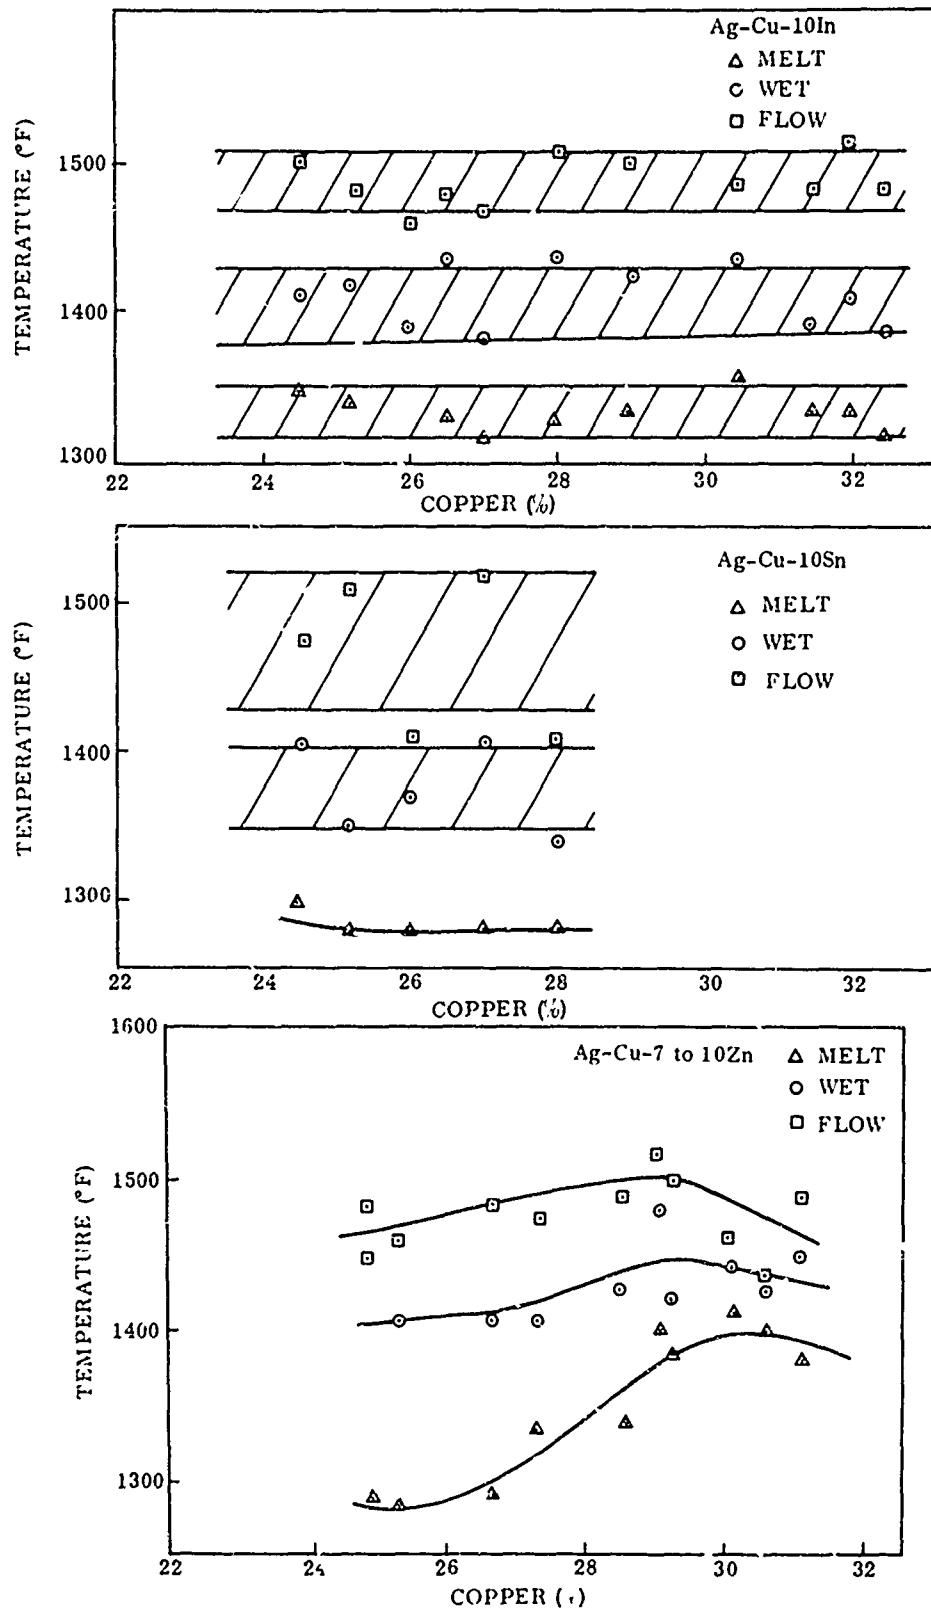 Ag-Cu-10In
MELT
WET
FLOW
TEMPERATURE (°F)
1500
1400
1300
22 24 26 28 30 32
COPPER (%)
Ag-Cu-10Sn
MELT
WET
FLOW
TEMPERATURE (°F)
1500
1400
1300
22 24 26 28 30 32
COPPER (%)
1600
Ag-Cu-7 to 10Zn
MELT
WET
FLOW
TEMPERATURE (°F)
1500
1400
1300
22 24 26 28 30 32
COPPER